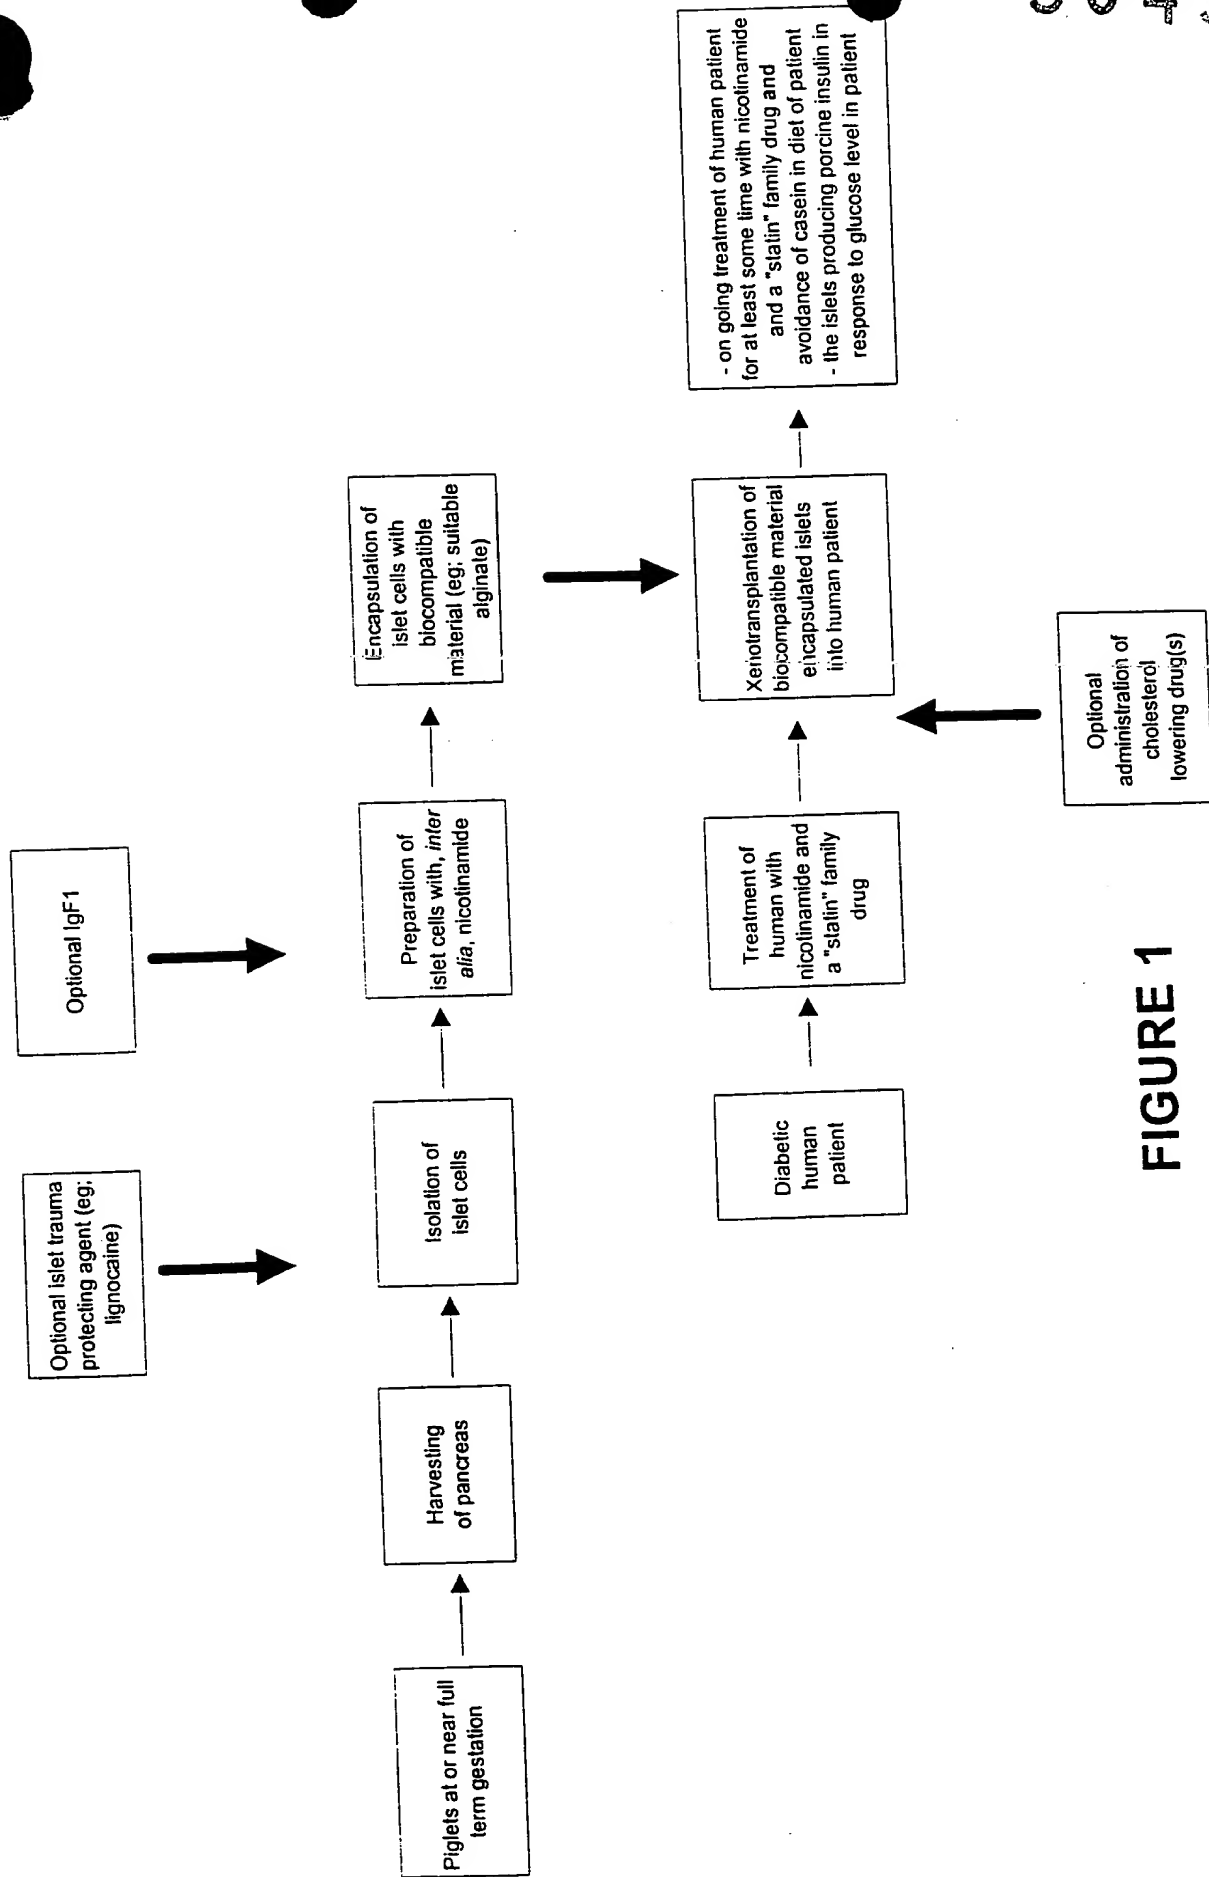 Optional islet trauma
protecting agent (eg;
lignocaine)
Optional IgF1
Piglets at or near full
term gestation
Harvesting
of pancreas
Isolation of
islet cells
Preparation of
islet cells with, inter
alia, nicotinamide
Encapsulation of
islet cells with
biocompatible
material (eg; suitable
alginate)
Diabetic
human
patient
Treatment of
human with
nicotinamide and
a "statin" family
drug
Xenotransplantation of
biocompatible material
encapsulated islets
into human patient
- on going treatment of human patient
for at least some time with nicotinamide
and a "statin" family drug and
avoidance of casein in diet of patient
- the islets producing porcine insulin in
response to glucose level in patient
Optional
administration of
cholesterol
lowering drug(s)
FIGURE 1